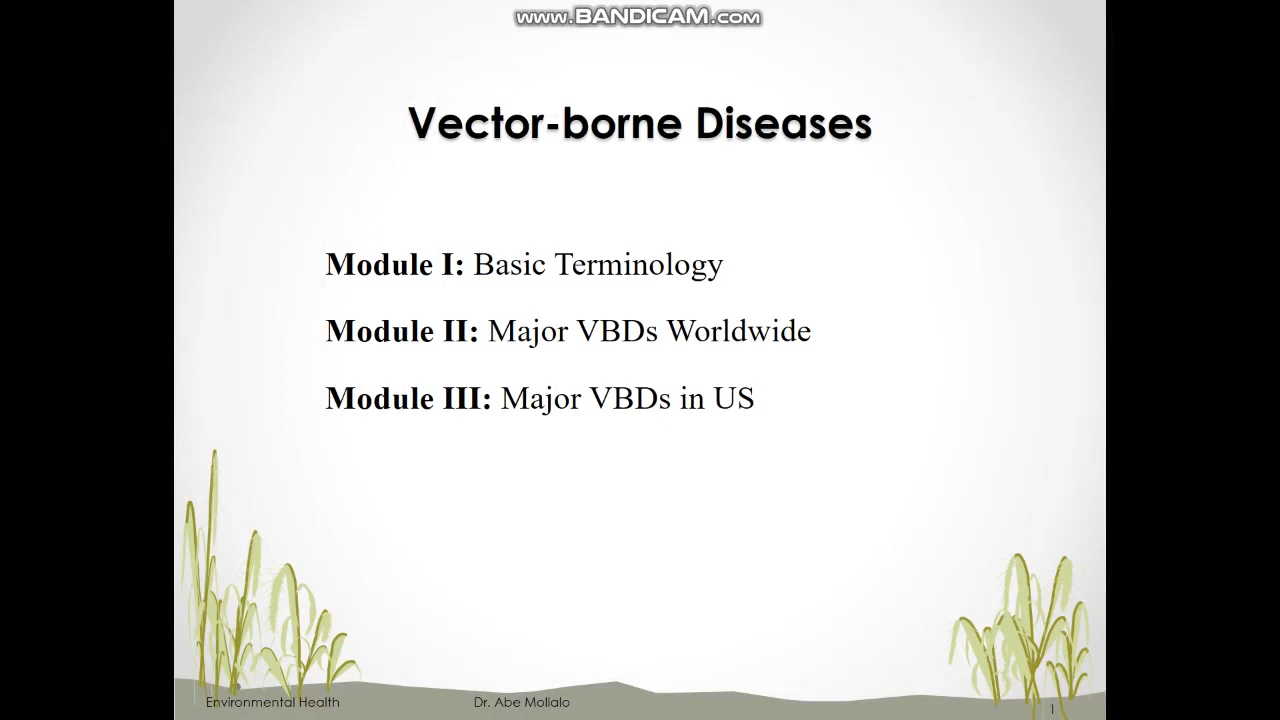 www.BANDICAM.com
Vector-borne Diseases
Module I: Basic Terminology
Module II: Major VBDs Worldwide
Module III: Major VBDs in US
Environmental Health
Dr. Abe Mollalo
1